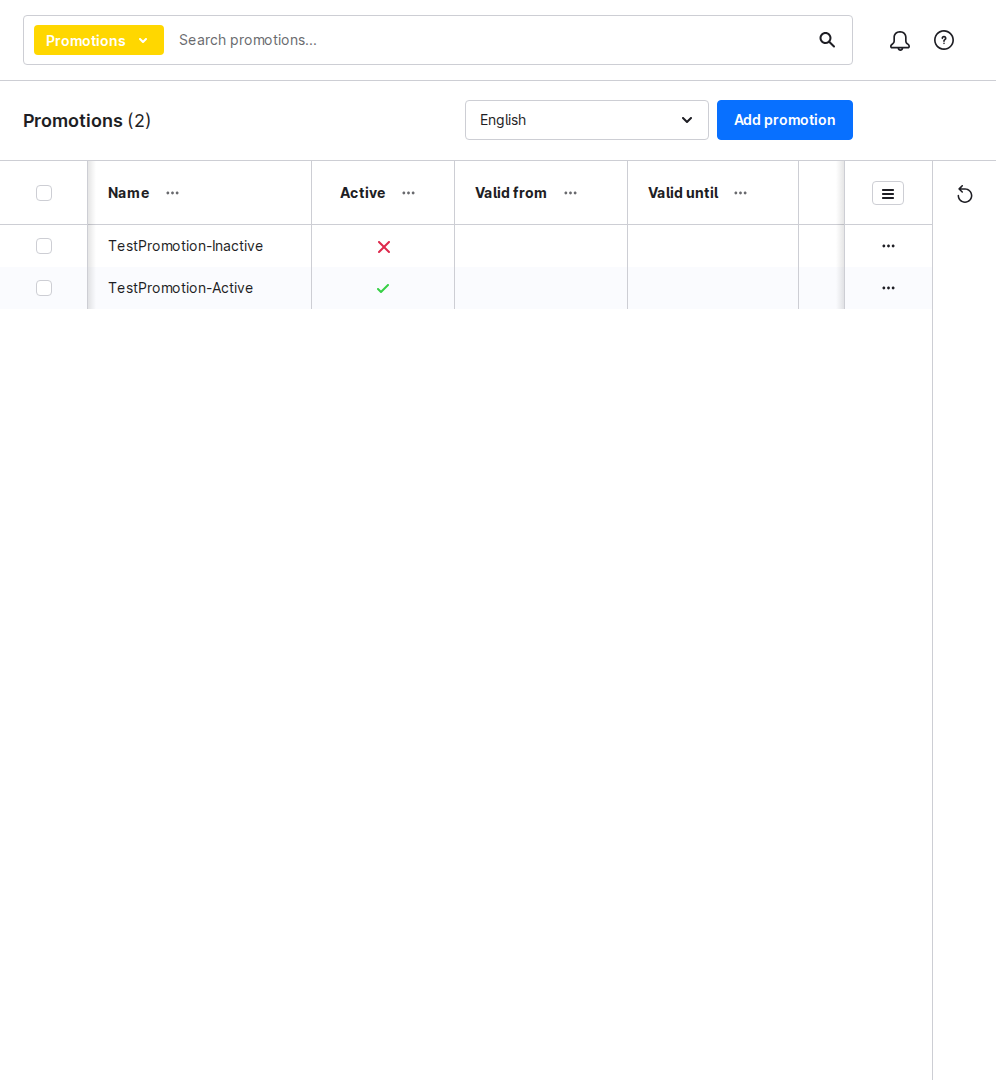 Promotions
Search promotions...
Promotions (2)
English
Add promotion
Name
Active
Valid from
Valid until
TestPromotion-Inactive
TestPromotion-Active